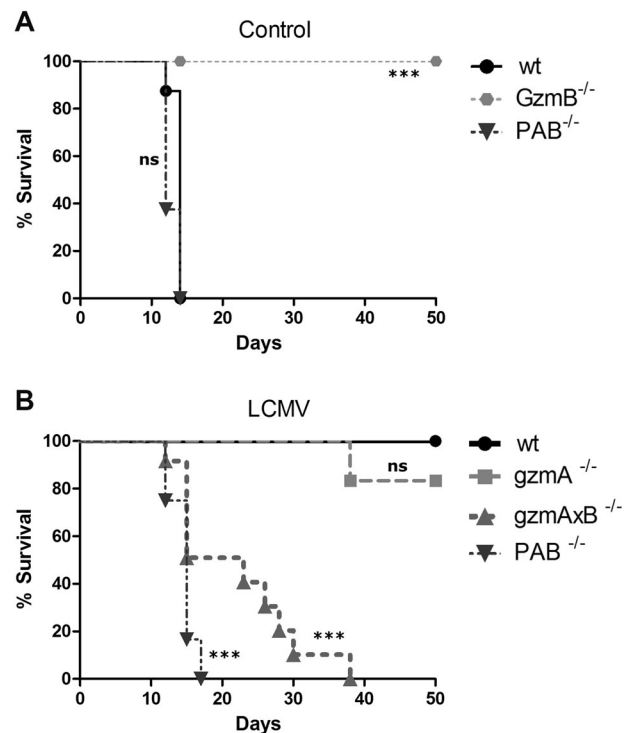 A
Control
% Survival
100
80
60
40
20
0
ns
***
0 10 20 30 40 50
Days
wt
GzmB-/-
PAB-/-
B
LCMV
% Survival
100
80
60
40
20
0
ns
***
***
0 10 20 30 40 50
Days
wt
gzmA -/-
gzmAxB -/-
PAB -/-